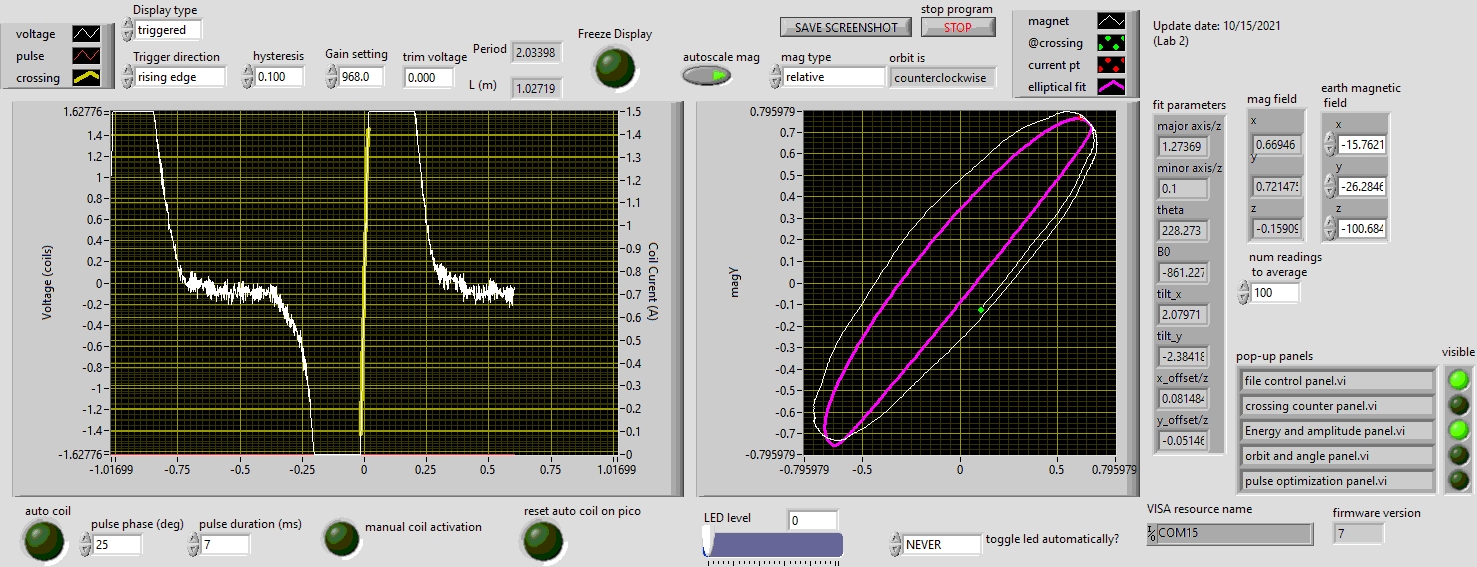 voltage
pulse
crossing
Display type
triggered
Trigger direction
rising edge
hysteresis
0.100
Gain setting
968.0
trim voltage
0.000
Period
2.03398
L (m)
1.02719
Freeze Display
autoscale mag
SAVE SCREENSHOT
stop program
STOP
mag type
relative
orbit is
counterclockwise
magnet
@crossing
current pt
elliptical fit
Update date: 10/15/2021
(Lab 2)
Voltage (coils)
1.62776
1.4
1.2
1
0.8
0.6
0.4
0.2
0
-0.2
-0.4
-0.6
-0.8
-1
-1.2
-1.4
-1.62776
-1.01699
-0.75
-0.5
-0.25
0
0.25
0.5
0.75
1.01699
1.5
1.4
1.3
1.2
1.1
1
0.9
0.8
0.7
0.6
0.5
0.4
0.3
0.2
0.1
0
Coil Curent (A)
magy
0.795979
0.7
0.6
0.5
0.4
0.3
0.2
0.1
0
-0.1
-0.2
-0.3
-0.4
-0.5
-0.6
-0.7
-0.795979
-0.795979
-0.5
0
0.5
0.795979
fit parameters
major axis/z
1.27369
minor axis/z
0.1
theta
228.273
B0
-861.227
tilt_x
2.07971
tilt_y
-2.38418
x_offset/z
0.08148
y_offset/z
-0.05146
mag field
x
0.66946
y
0.72147
z
-0.1590
earth magnetic
field
x
-15.7621
y
-26.2846
z
-100.684
num readings
to average
100
pop-up panels
visible
file control panel.vi
crossing counter panel.vi
Energy and amplitude panel.vi
orbit and angle panel.vi
pulse optimization panel.vi
auto coil
pulse phase (deg)
25
pulse duration (ms)
7
manual coil activation
reset auto coil on pico
LED level
0
NEVER
toggle led automatically?
VISA resource name
COM15
firmware version
7